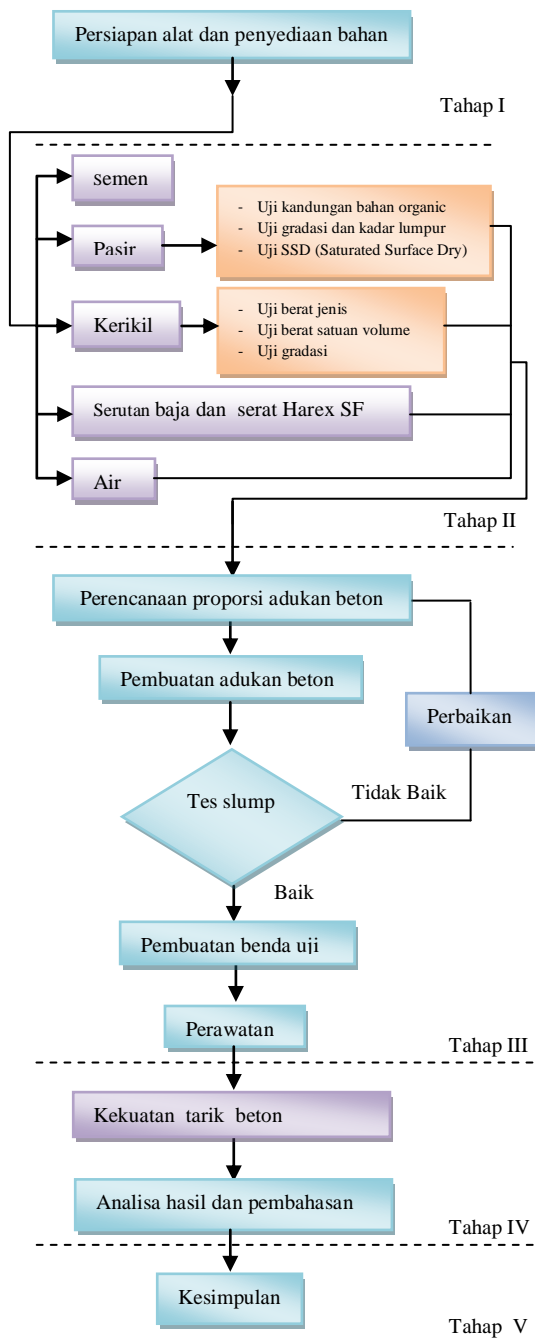 Persiapan alat dan penyediaan bahan
Tahap I
semen
Pasir
- Uji kandungan bahan organic
- Uji gradasi dan kadar lumpur
- Uji SSD (Saturated Surface Dry)
Kerikil
- Uji berat jenis
- Uji berat satuan volume
- Uji gradasi
Serutan baja dan serat Harex SF
Air
Tahap II
Perencanaan proporsi adukan beton
Pembuatan adukan beton
Perbaikan
Tes slump
Tidak Baik
Baik
Pembuatan benda uji
Perawatan
Tahap III
Kekuatan tarik beton
Analisa hasil dan pembahasan
Tahap IV
Kesimpulan
Tahap V